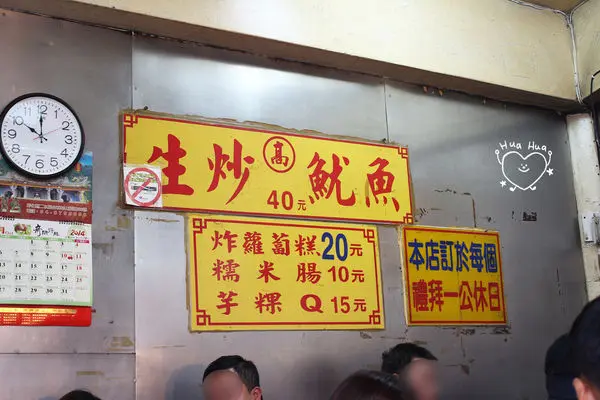 生炒高魷魚
40元
炸蘿蔔糕20元
糯米腸10元
芋粿Q15元
本店訂於每個
禮拜一公休日
Hua Hua
2014